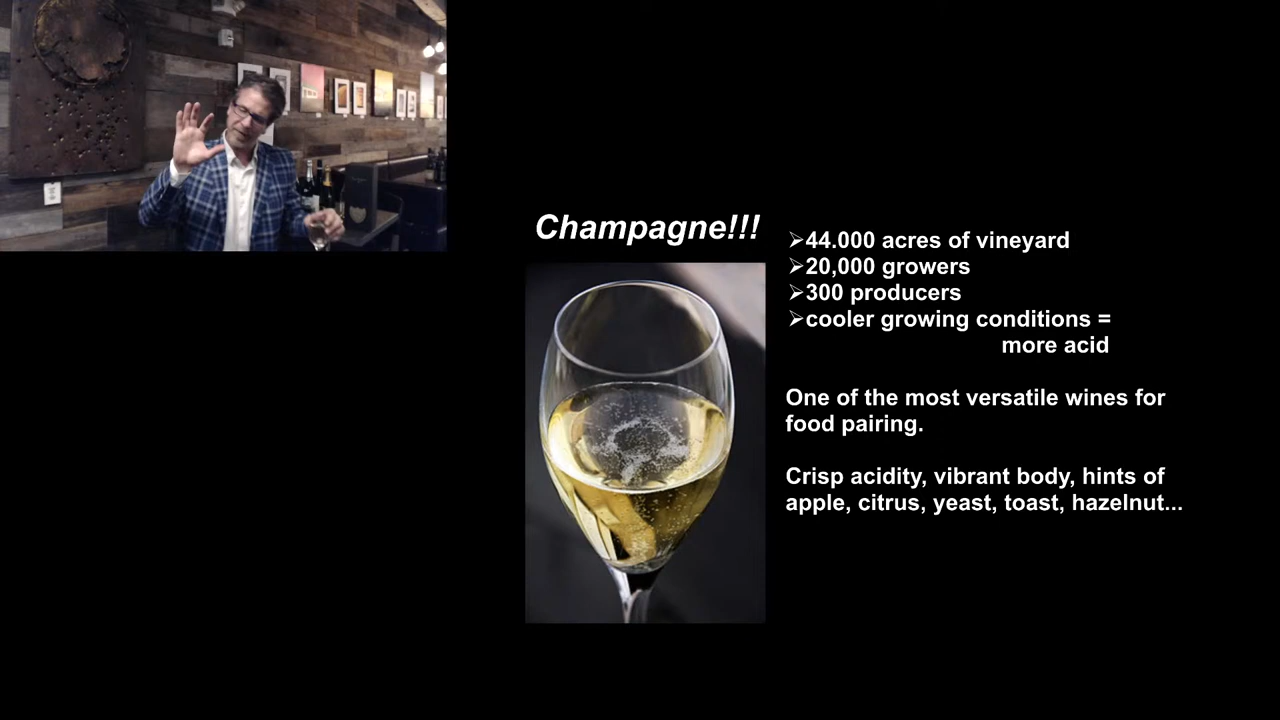 Champagne!!!
➢44.000 acres of vineyard
➢20,000 growers
➢300 producers
➢cooler growing conditions =
more acid
One of the most versatile wines for
food pairing.
Crisp acidity, vibrant body, hints of
apple, citrus, yeast, toast, hazelnut...